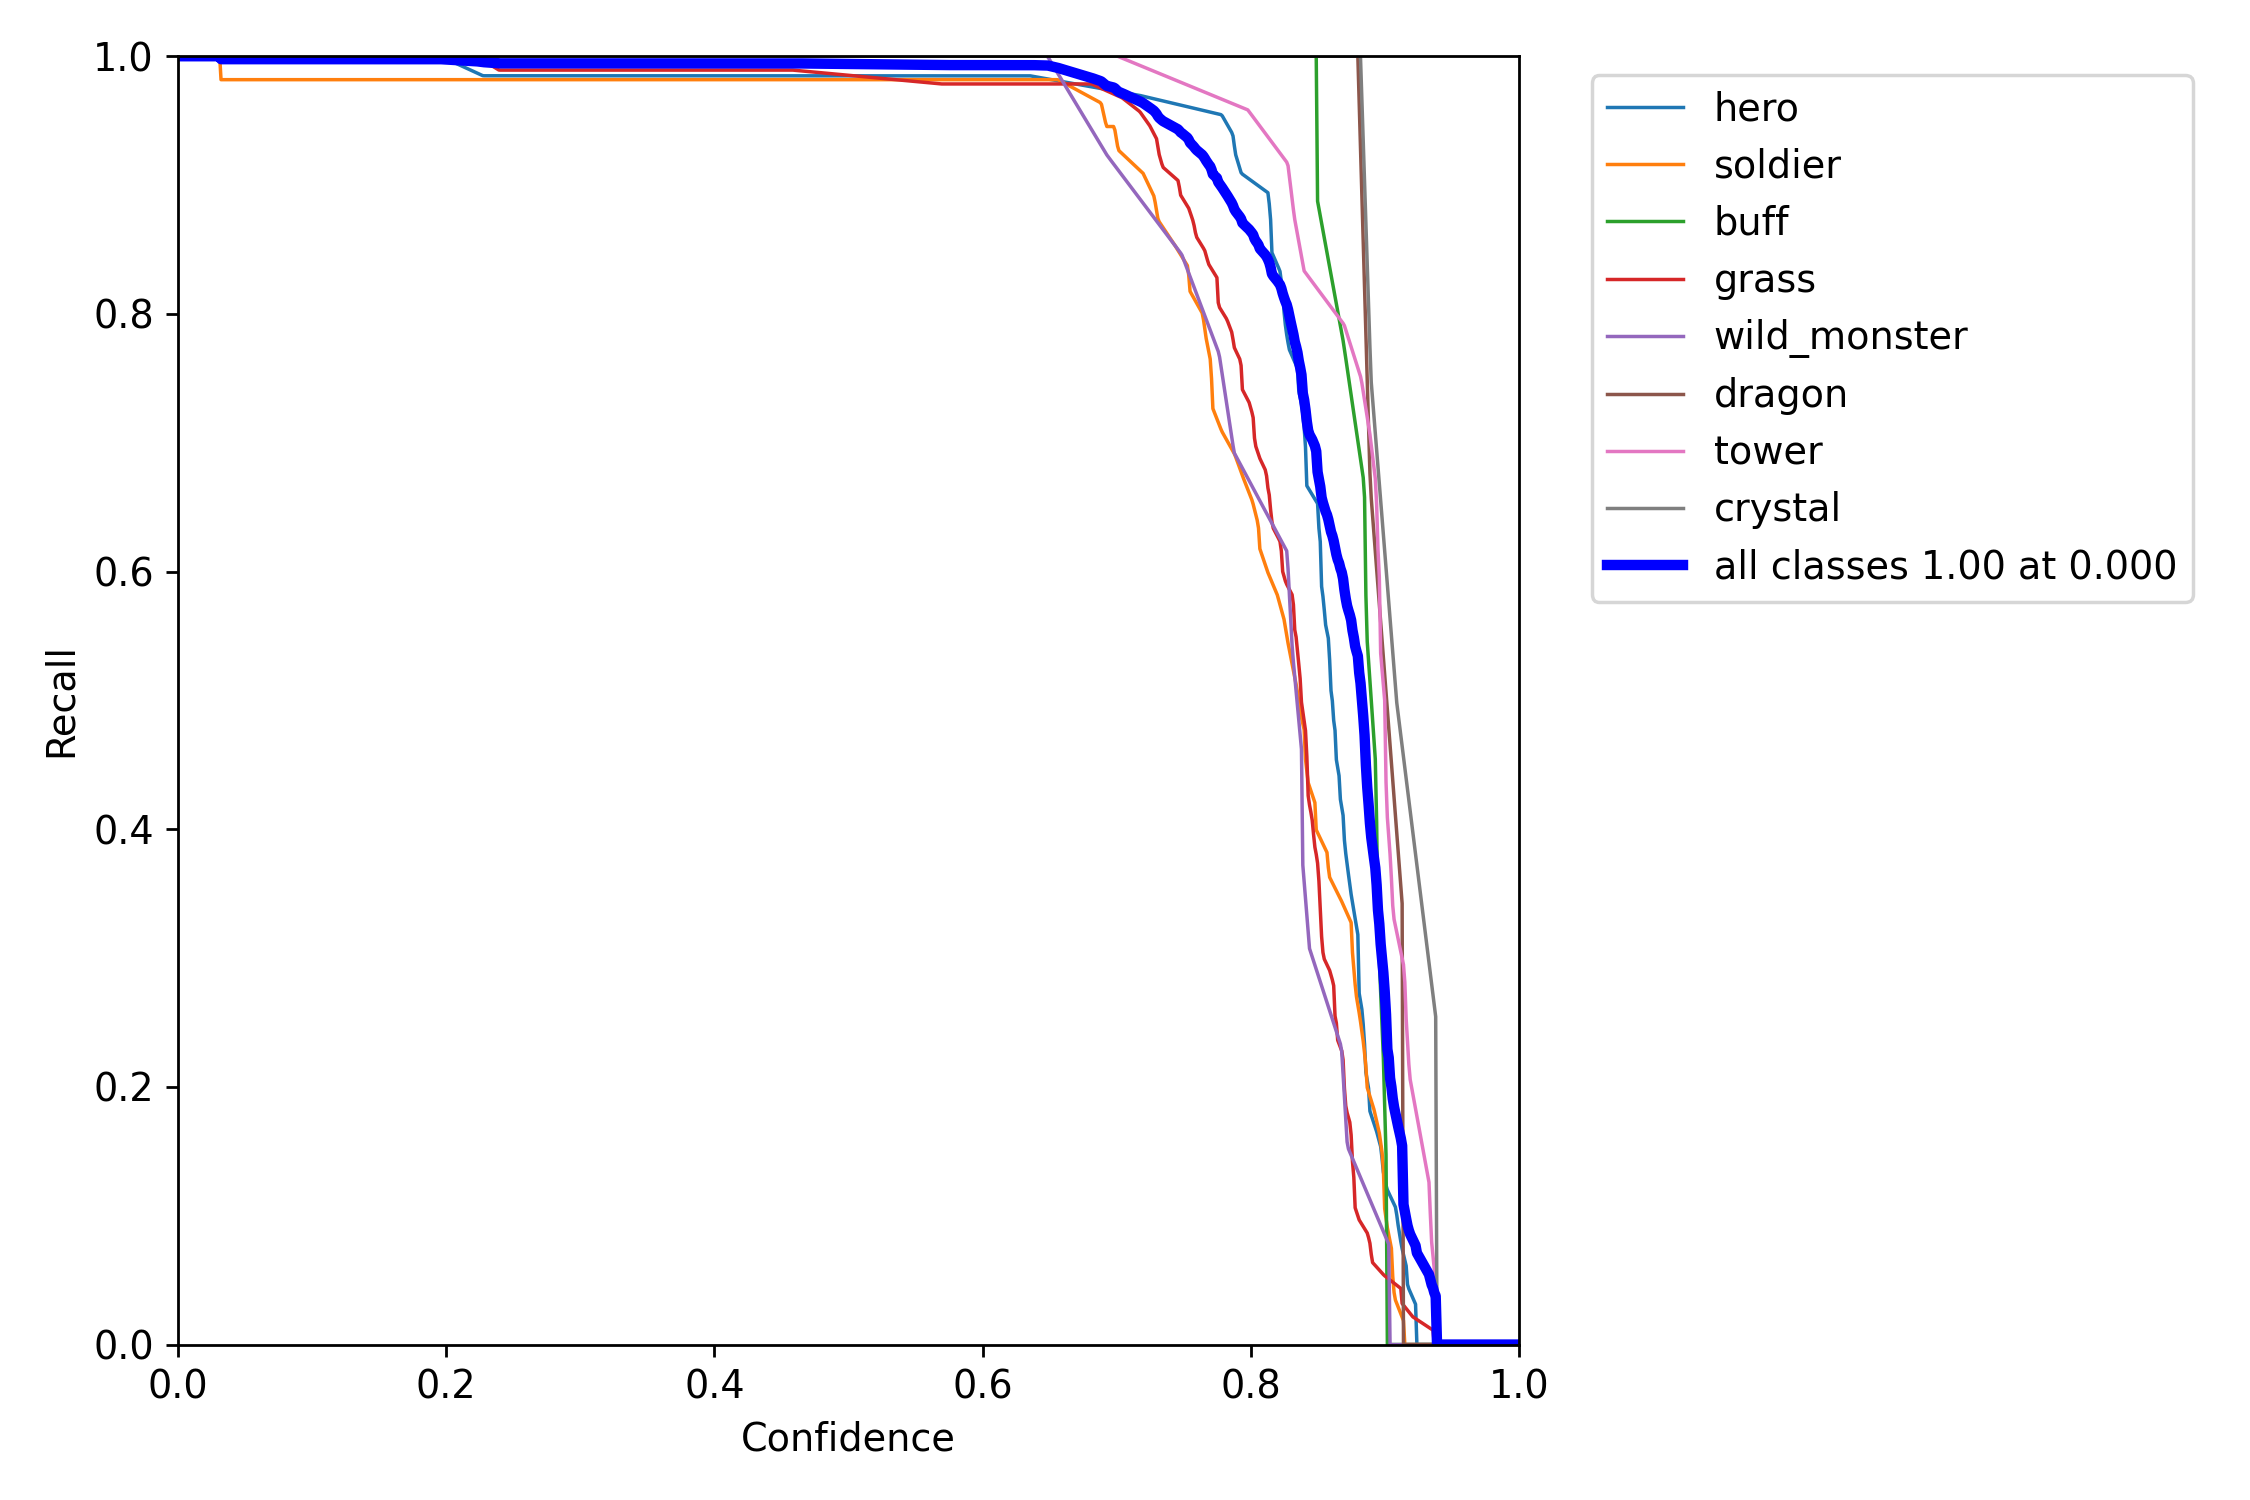 1.0
0.8
0.6
0.4
0.2
0.0
Recall
0.0 0.2 0.4 0.6 0.8 1.0
Confidence
hero
soldier
buff
grass
wild_monster
dragon
tower
crystal
all classes 1.00 at 0.000